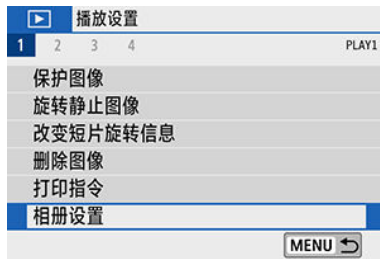 播放设置
1 2 3 4 PLAY1
保护图像
旋转静止图像
改变短片旋转信息
删除图像
打印指令
相册设置
MENU